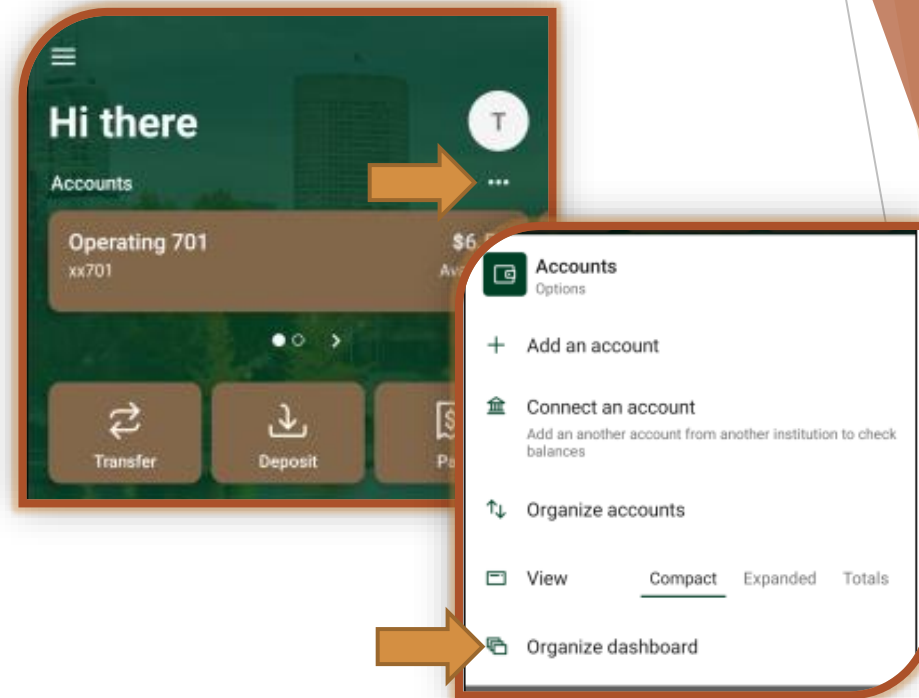 Hi there
T
Accounts
Operating 701
xx701
Transfer
Deposit
Accounts
Options
Add an account
Connect an account
Add an another account from another institution to check
balances
Organize accounts
View Compact Expanded Totals
Organize dashboard